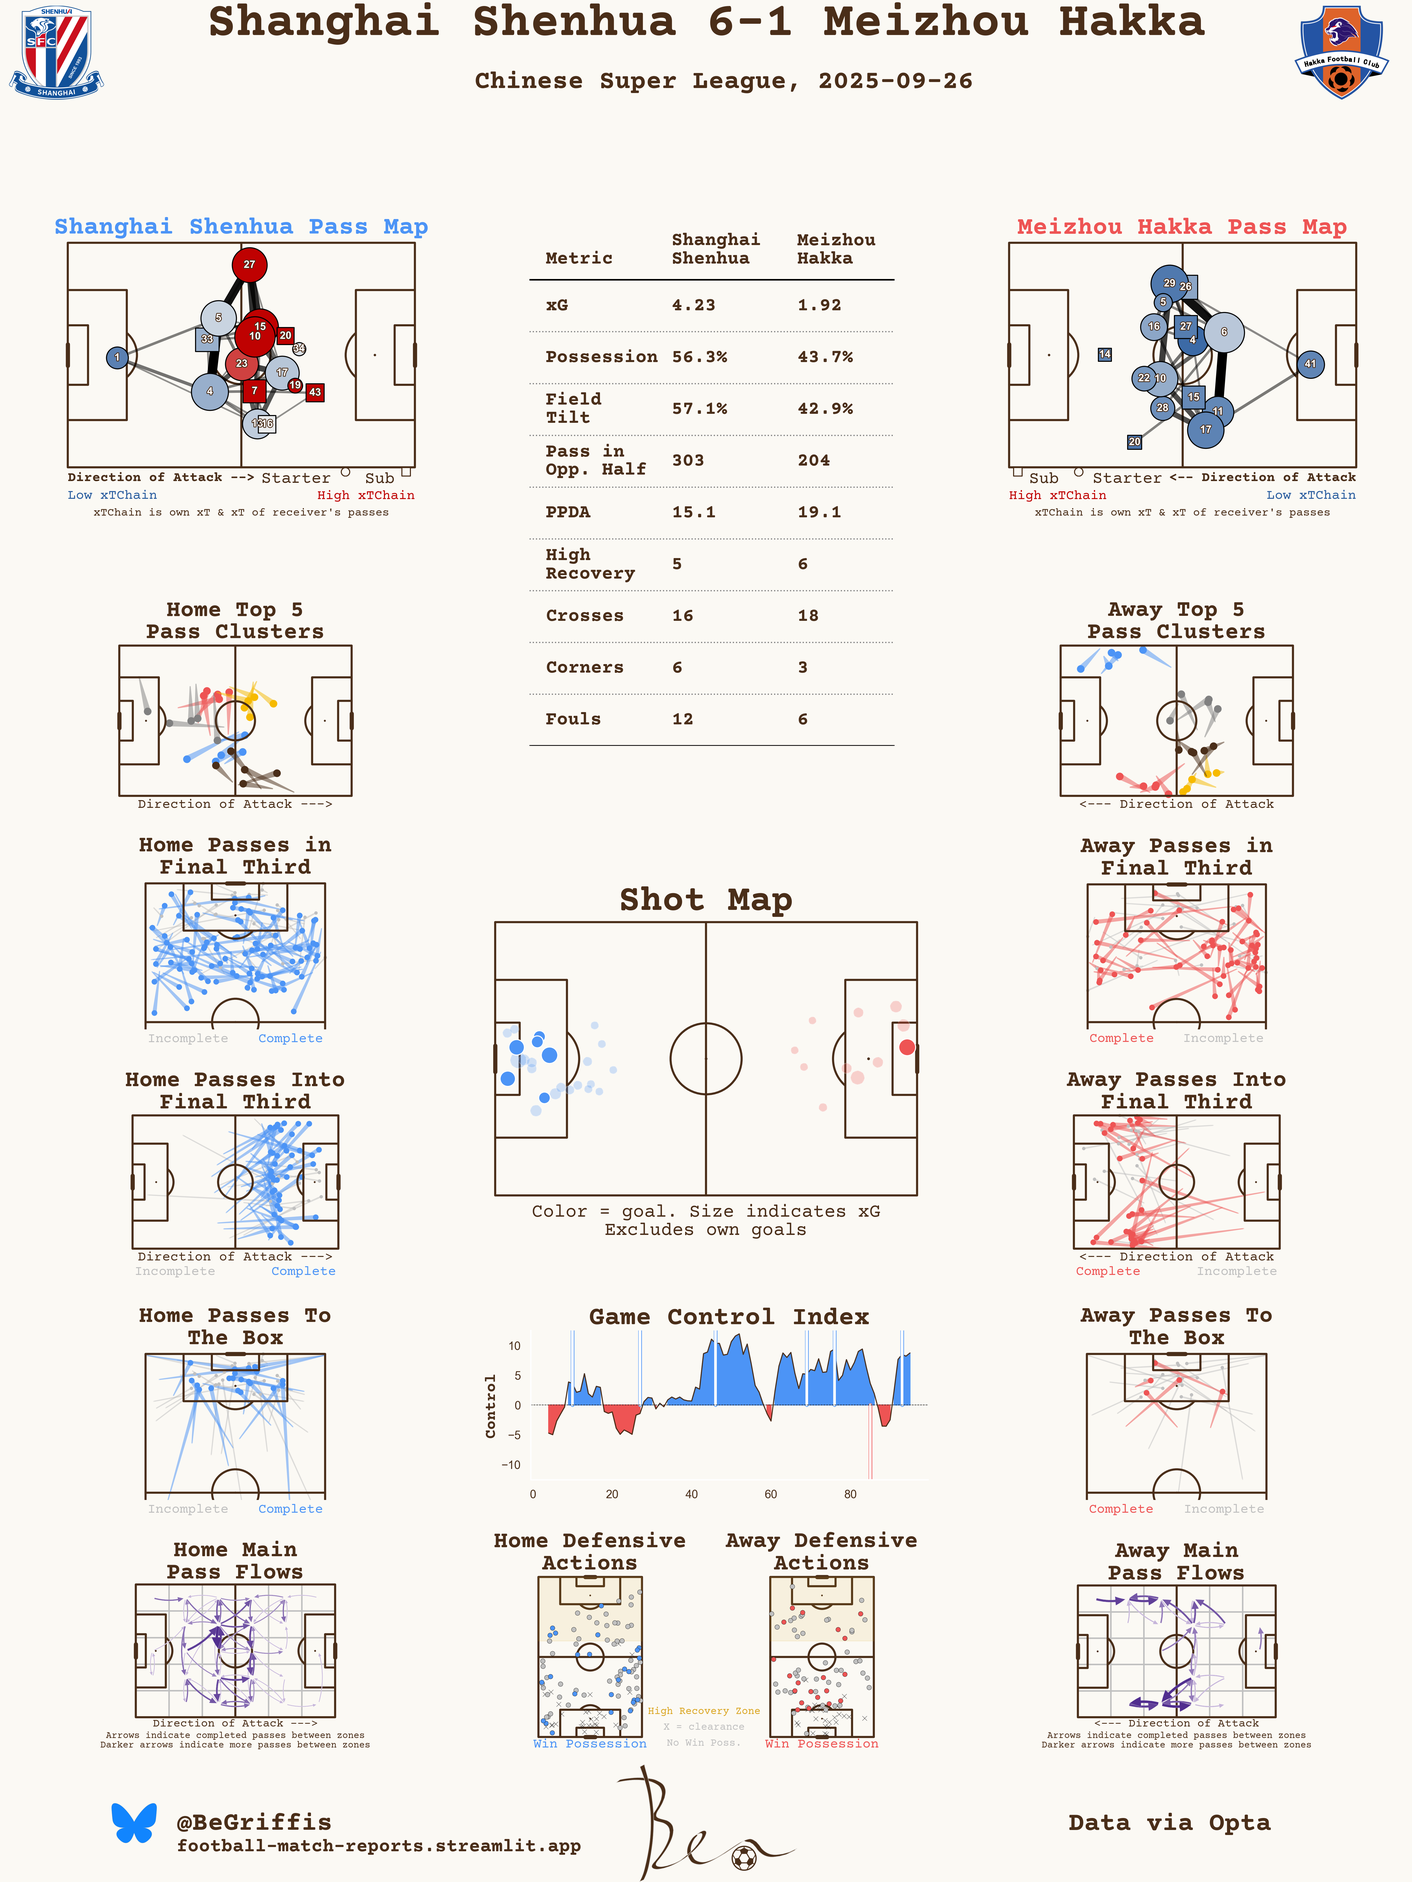 Shanghai Shenhua 6-1 Meizhou Hakka
Chinese Super League, 2025-09-26
SHENHUA
SFC
SINCE 1993
SHANGHAI
Hakka Football Club
Shanghai Shenhua Pass Map
27
5
15
10
33
20
34
1
23
17
19
4
7
43
13
16
Direction of Attack --> Starter Sub
Low xTChain High xTChain
xTChain is own xT & xT of receiver's passes
Metric Shanghai Shenhua Meizhou Hakka
xG 4.23 1.92
Possession 56.3% 43.7%
Field Tilt 57.1% 42.9%
Pass in Opp. Half 303 204
PPDA 15.1 19.1
High Recovery 5 6
Crosses 16 18
Corners 6 3
Fouls 12 6
Meizhou Hakka Pass Map
29
26
5
16
27
6
4
14
41
22
10
15
28
11
17
20
Sub Starter <-- Direction of Attack
High xTChain Low xTChain
xTChain is own xT & xT of receiver's passes
Home Top 5
Pass Clusters
Direction of Attack --->
Away Top 5
Pass Clusters
<--- Direction of Attack
Home Passes in
Final Third
Incomplete Complete
Away Passes in
Final Third
Complete Incomplete
Shot Map
Color = goal. Size indicates xG
Excludes own goals
Home Passes Into
Final Third
Direction of Attack --->
Incomplete Complete
Away Passes Into
Final Third
<--- Direction of Attack
Complete Incomplete
Home Passes To
The Box
Incomplete Complete
Game Control Index
Control
10
5
0
−5
−10
0 20 40 60 80
Away Passes To
The Box
Complete Incomplete
Home Main
Pass Flows
Direction of Attack --->
Arrows indicate completed passes between zones
Darker arrows indicate more passes between zones
Home Defensive
Actions
Win Possession
High Recovery Zone
X = clearance
No Win Poss.
Away Defensive
Actions
Win Possession
Away Main
Pass Flows
<--- Direction of Attack
Arrows indicate completed passes between zones
Darker arrows indicate more passes between zones
@BeGriffis
football-match-reports.streamlit.app
Ben
Data via Opta